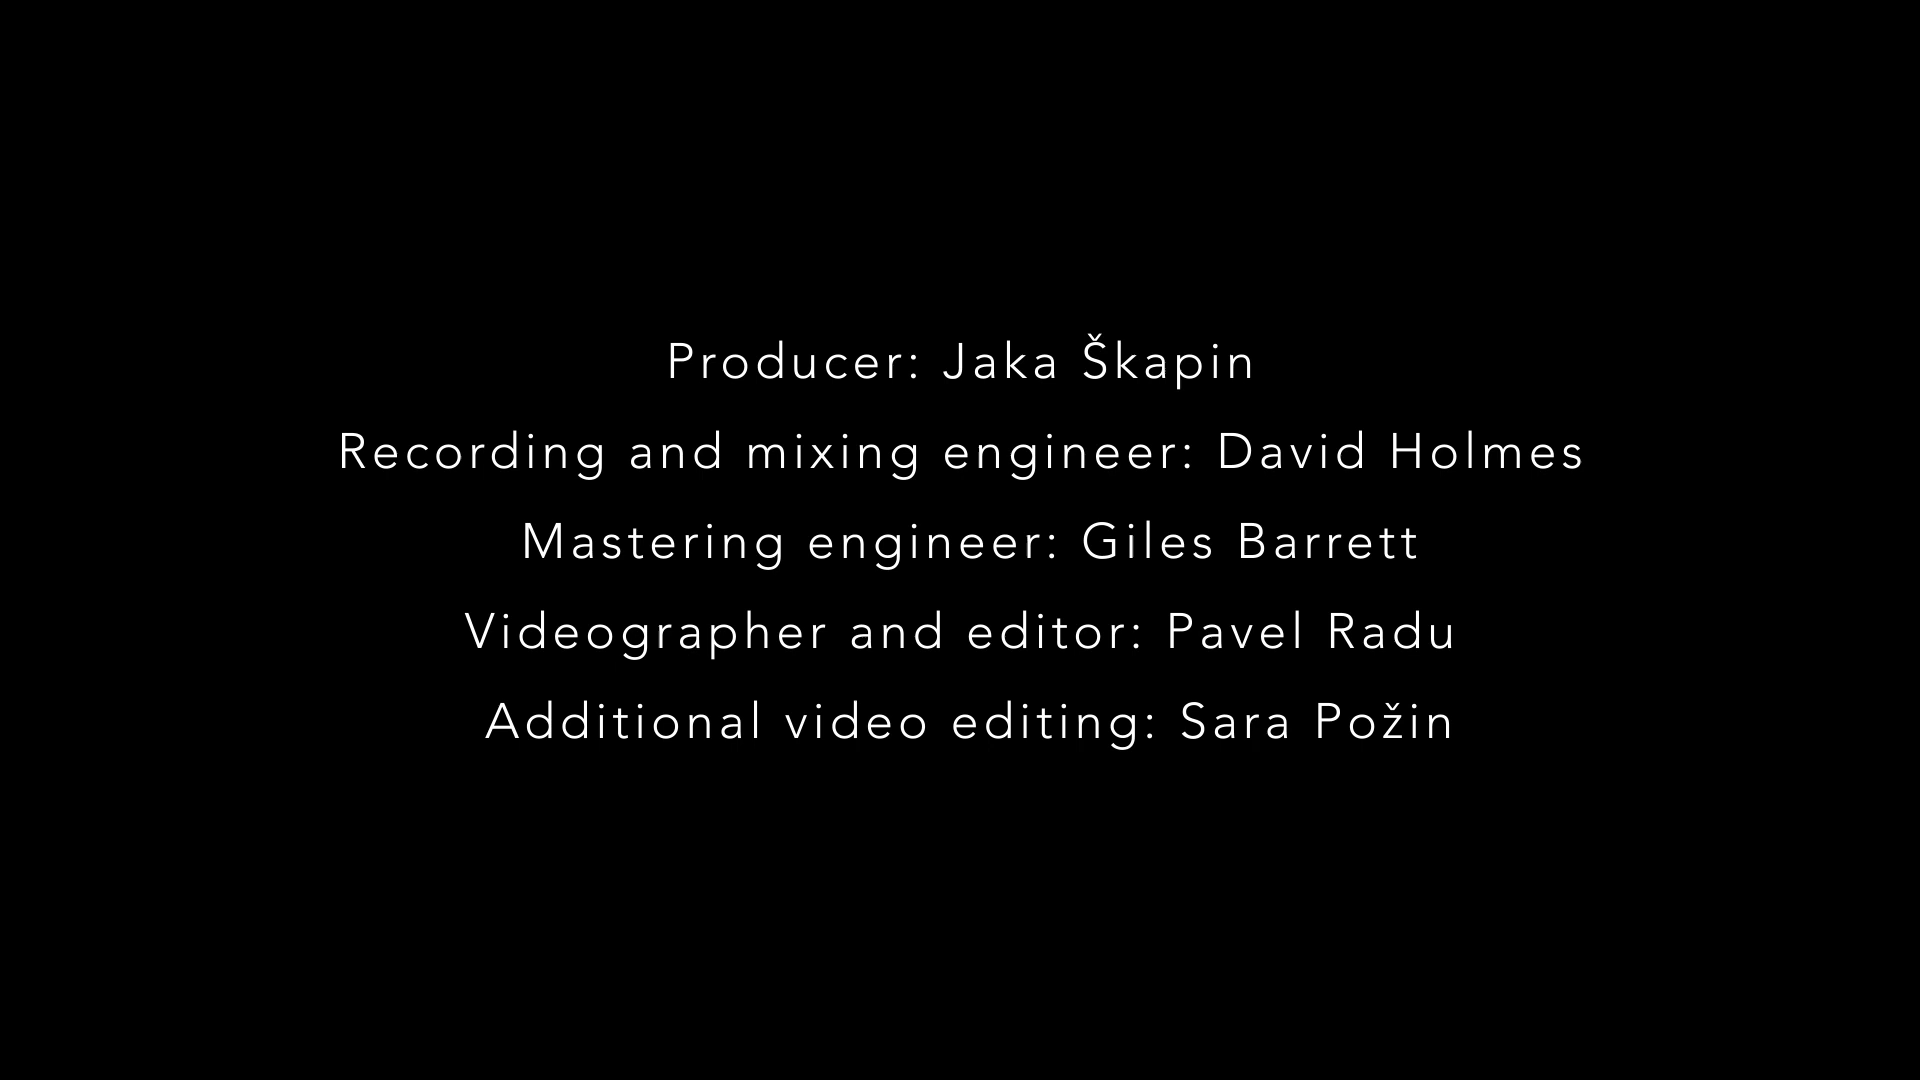 Producer: Jaka Škapin
Recording and mixing engineer: David Holmes
Mastering engineer: Giles Barrett
Videographer and editor: Pavel Radu
Additional video editing: Sara Požin